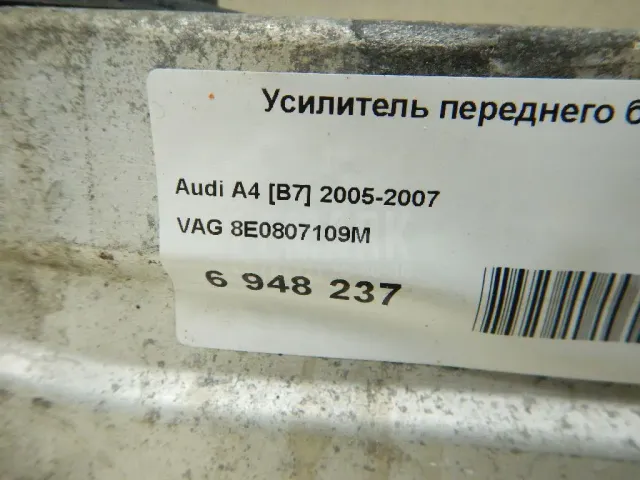 Усилитель переднего б
Audi A4 [B7] 2005-2007
VAG 8E0807109M
6 948 237